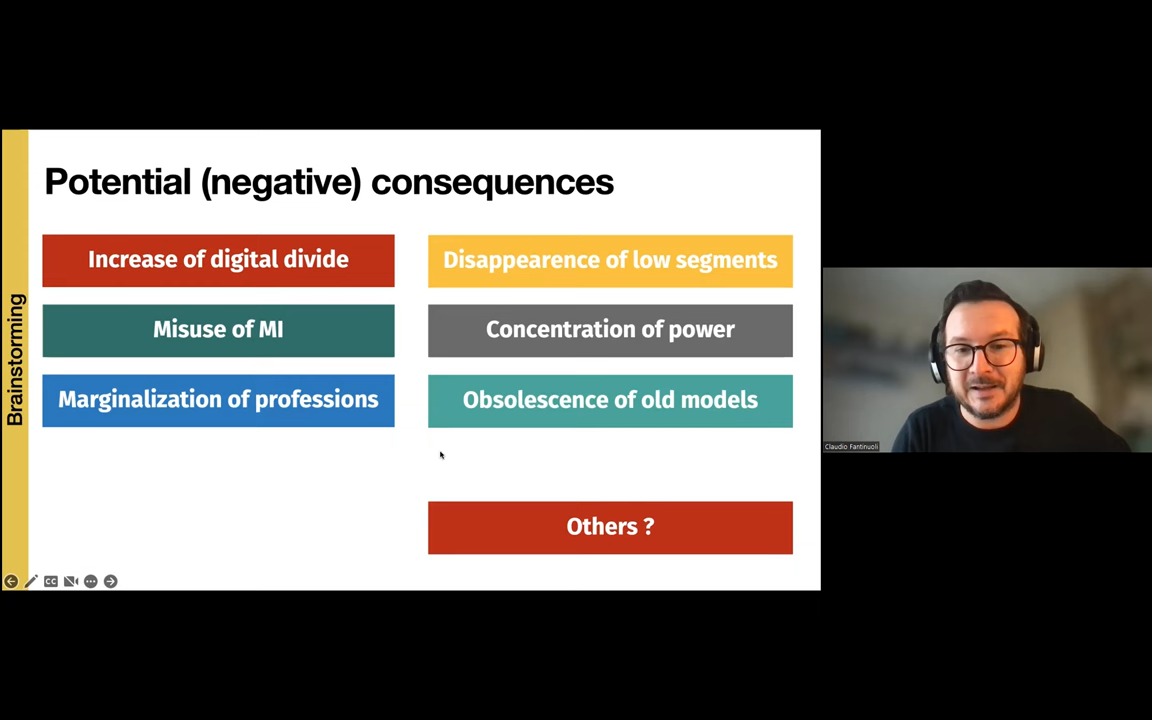 Brainstorming
Potential (negative) consequences
Increase of digital divide
Disappearence of low segments
Misuse of MI
Concentration of power
Marginalization of professions
Obsolescence of old models
Others ?
CC
Claudio Fantinuoli